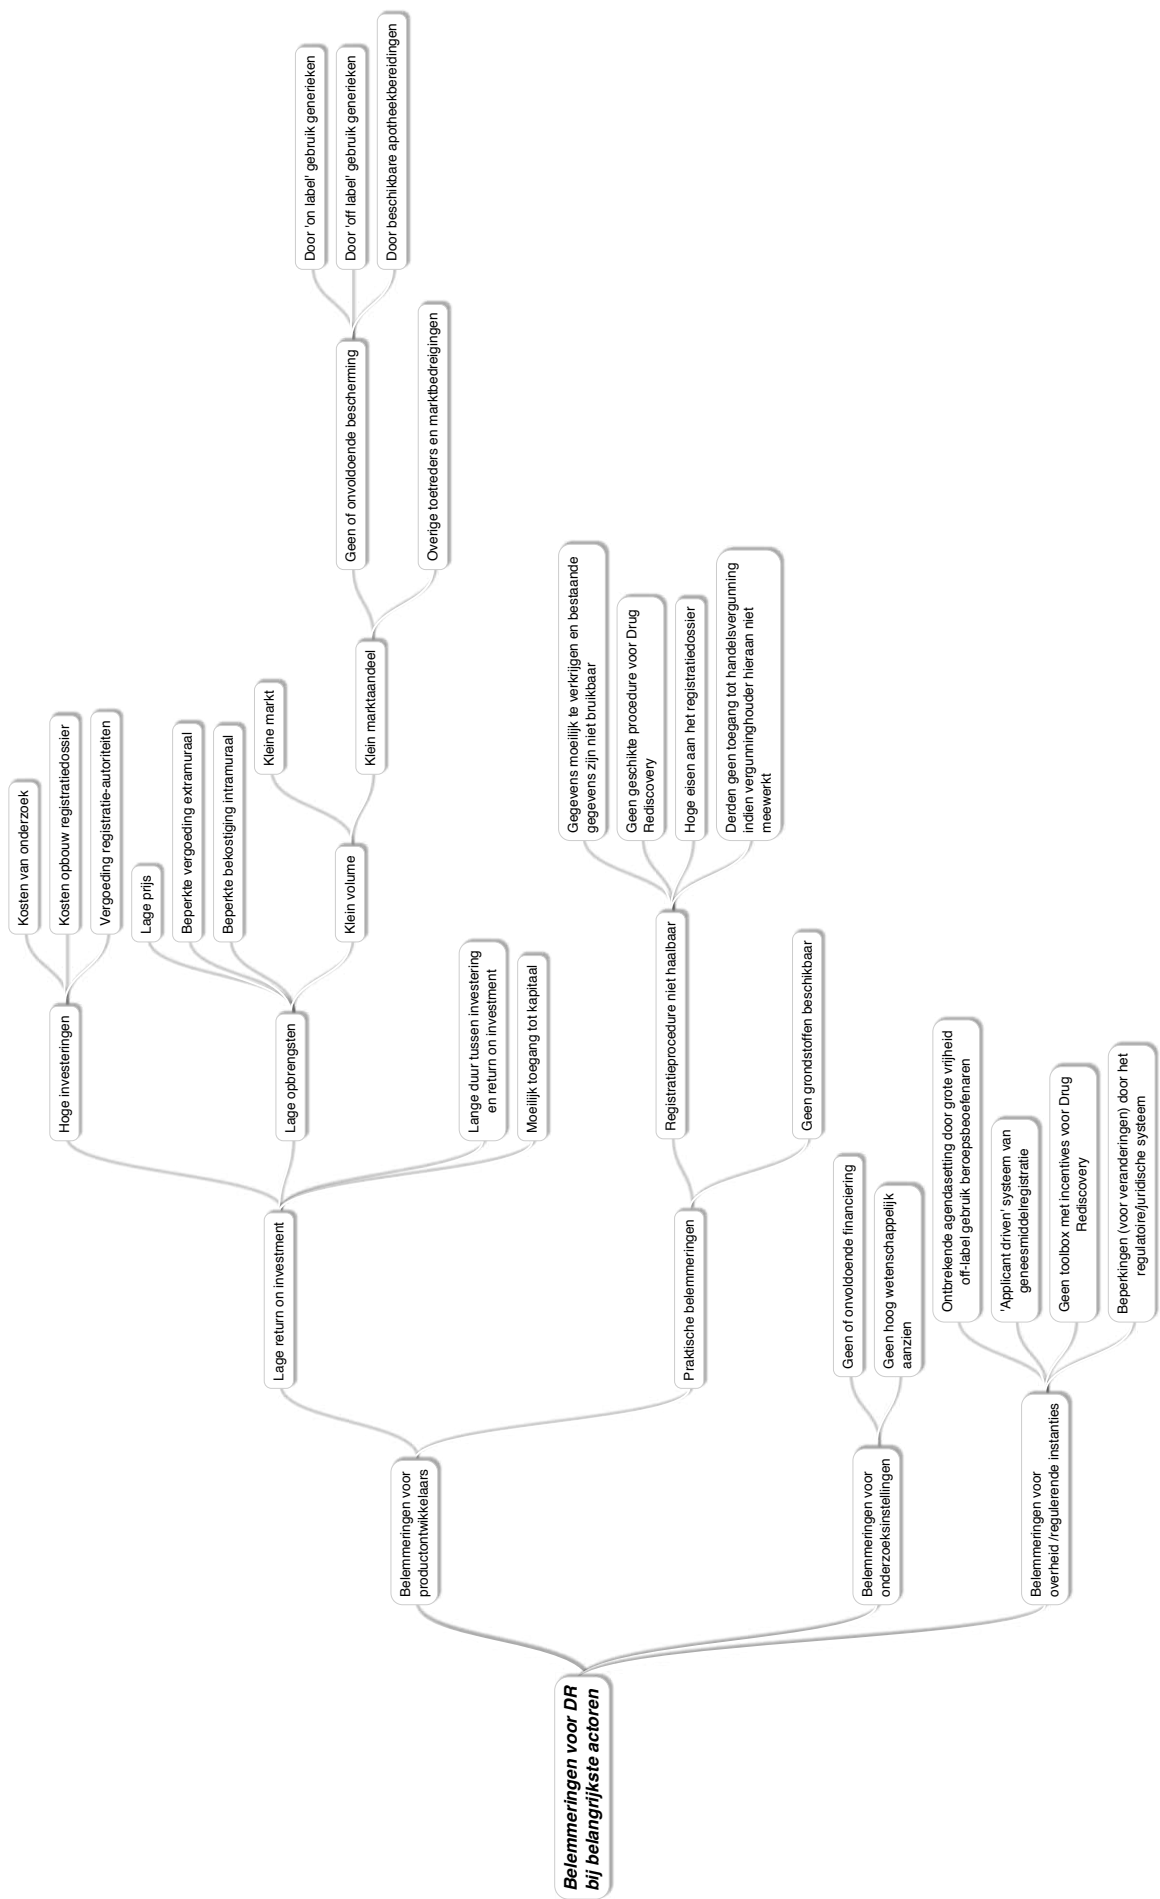 Belemmeringen voor DR
bij belangrijkste actoren
Belemmeringen voor
productontwikkelaars
Lage return on investment
Hoge investeringen
Kosten van onderzoek
Kosten opbouw registratiedossier
Vergoeding registratie-autoriteiten
Lage opbrengsten
Lage prijs
Beperkte vergoeding extramuraal
Beperkte bekostiging intramuraal
Klein volume
Kleine markt
Klein marktaandeel
Geen of onvoldoende bescherming
Door 'on label' gebruik generieken
Door 'off label' gebruik generieken
Door beschikbare apotheekbereidingen
Overige toetreders en marktbedreigingen
Lange duur tussen investering
en return on investment
Moeilijk toegang tot kapitaal
Praktische belemmeringen
Registratieprocedure niet haalbaar
Gegevens moeilijk te verkrijgen en bestaande
gegevens zijn niet bruikbaar
Geen geschikte procedure voor Drug
Rediscovery
Hoge eisen aan het registratiedossier
Derden geen toegang tot handelsvergunning
indien vergunninghouder hieraan niet
meewerkt
Geen grondstoffen beschikbaar
Belemmeringen voor
onderzoeksinstellingen
Geen of onvoldoende financiering
Geen hoog wetenschappelijk
aanzien
Belemmeringen voor
overheid /regulerende instanties
Ontbrekende agendasetting door grote vrijheid
off-label gebruik beroepsbeoefenaren
'Applicant driven' systeem van
geneesmiddelregistratie
Geen toolbox met incentives voor Drug
Rediscovery
Beperkingen (voor veranderingen) door het
regulatoire/juridische systeem